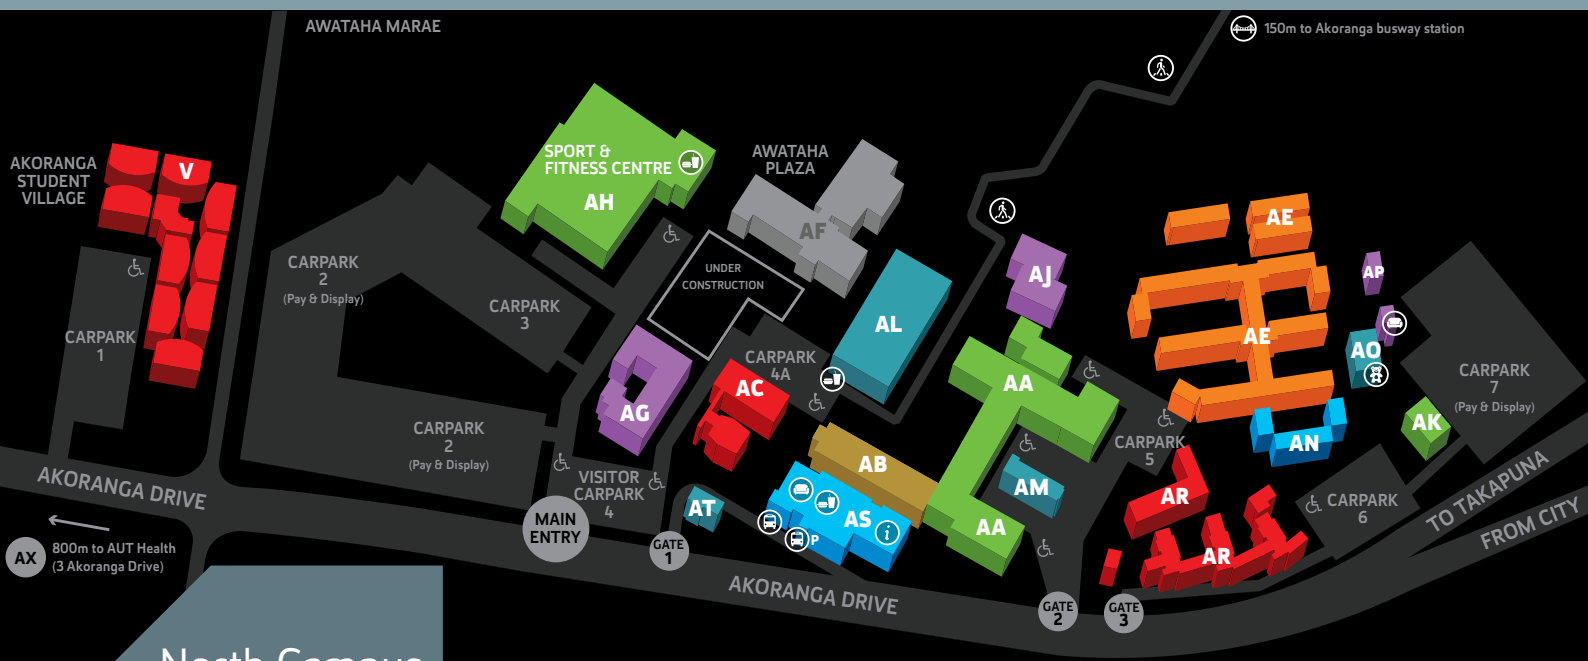 AWATAHA MARAE
150m to Akoranga busway station
AKORANGA
STUDENT
VILLAGE
V
SPORT &
FITNESS CENTRE
AH
AWATAHA
PLAZA
AF
UNDER
CONSTRUCTION
CARPARK
1
CARPARK
2
(Pay & Display)
CARPARK
3
CARPARK
2
(Pay & Display)
AG
AC
CARPARK
4A
AL
AJ
AA
AE
AE
AP
AO
CARPARK
7
(Pay & Display)
AK
AN
CARPARK
5
AR
AR
CARPARK
6
AB
AM
AS
i
P
AA
AT
VISITOR
CARPARK
4
MAIN
ENTRY
GATE
1
GATE
2
GATE
3
AKORANGA DRIVE
AKORANGA DRIVE
TO TAKAPUNA
FROM CITY
AX
800m to AUT Health
(3 Akoranga Drive)
North Campus